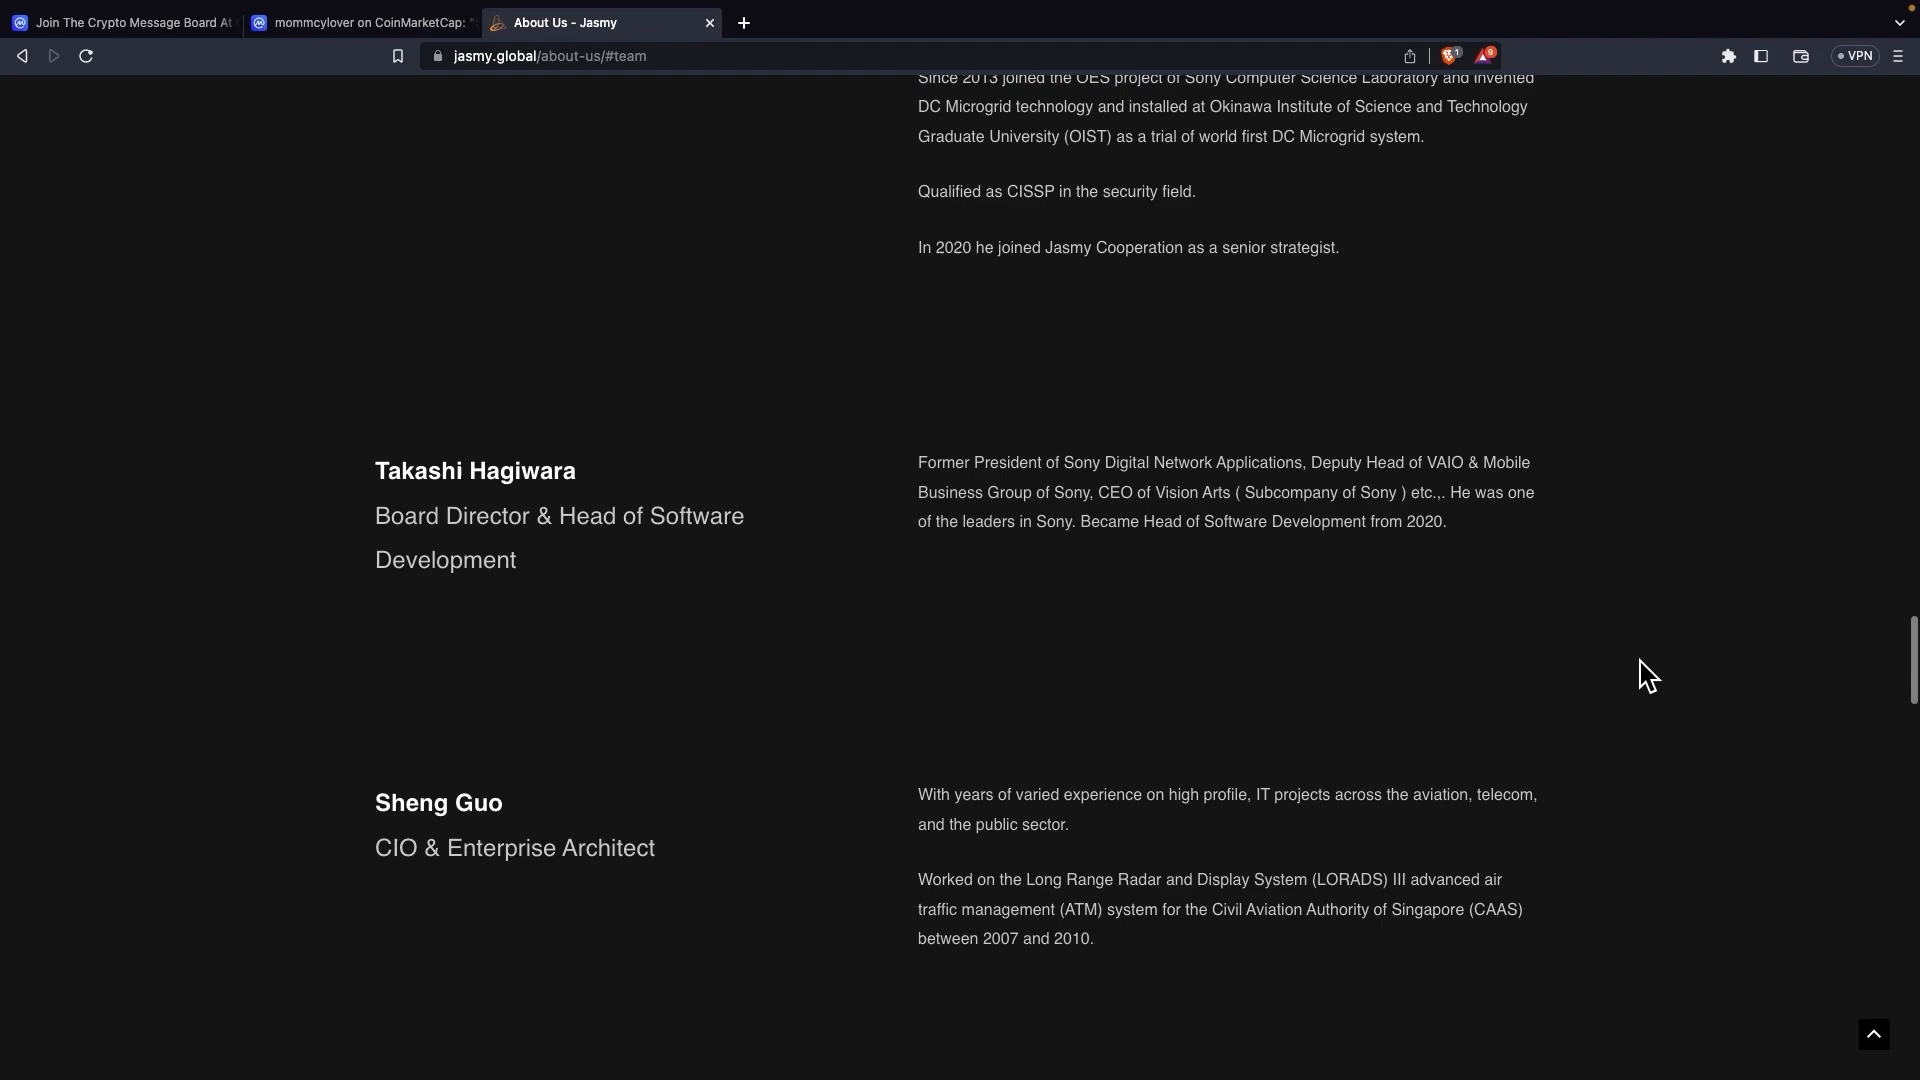 Join The Crypto Message Board At
mommcylover on CoinMarketCap: "
About Us - Jasmy
jasmy.global/about-us/#team
1
9
VPN
Since 2013 joined the OES project of Sony Computer Science Laboratory and invented
DC Microgrid technology and installed at Okinawa Institute of Science and Technology
Graduate University (OIST) as a trial of world first DC Microgrid system.
Qualified as CISSP in the security field.
In 2020 he joined Jasmy Cooperation as a senior strategist.
Takashi Hagiwara
Board Director & Head of Software
Development
Former President of Sony Digital Network Applications, Deputy Head of VAIO & Mobile
Business Group of Sony, CEO of Vision Arts ( Subcompany of Sony ) etc.,. He was one
of the leaders in Sony. Became Head of Software Development from 2020.
Sheng Guo
CIO & Enterprise Architect
With years of varied experience on high profile, IT projects across the aviation, telecom,
and the public sector.
Worked on the Long Range Radar and Display System (LORADS) III advanced air
traffic management (ATM) system for the Civil Aviation Authority of Singapore (CAAS)
between 2007 and 2010.